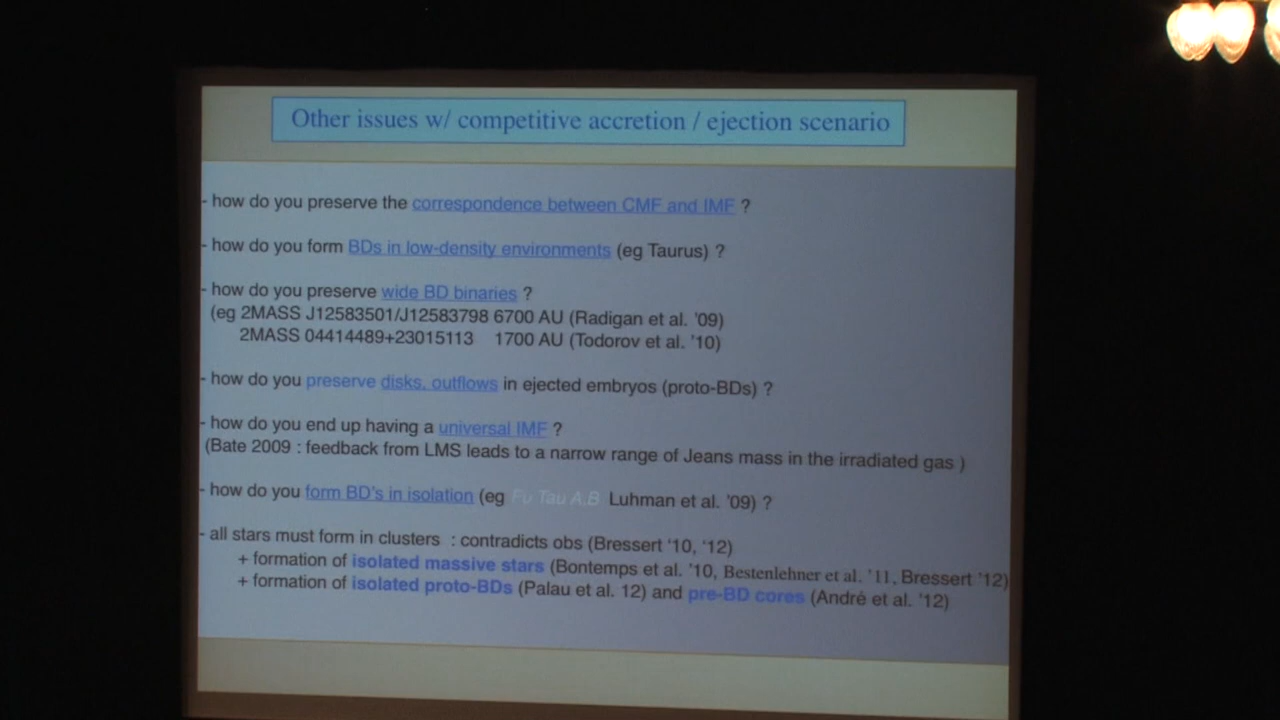 Other issues w/ competitive accretion / ejection scenario
- how do you preserve the correspondence between CMF and IMF ?
- how do you form BDs in low-density environments (eg Taurus) ?
- how do you preserve wide BD binaries ?
(eg 2MASS J12583501/J12583798 6700 AU (Radigan et al. '09)
2MASS 04414489+23015113 1700 AU (Todorov et al. '10)
- how do you preserve disks, outflows in ejected embryos (proto-BDs) ?
- how do you end up having a universal IMF ?
(Bate 2009 : feedback from LMS leads to a narrow range of Jeans mass in the irradiated gas )
- how do you form BD's in isolation (eg Fu Tau A,B Luhman et al. '09) ?
- all stars must form in clusters : contradicts obs (Bressert '10, '12)
+ formation of isolated massive stars (Bontemps et al. '10, Bestenlehner et al. '11, Bressert '12)
+ formation of isolated proto-BDs (Palau et al. 12) and pre-BD cores (André et al. '12)